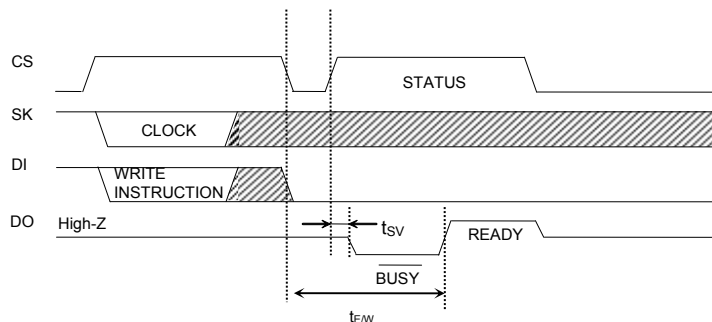 CS
STATUS
SK
CLOCK
DI
WRITE
INSTRUCTION
DO
High-Z
tSV
READY
BUSY
tE/W